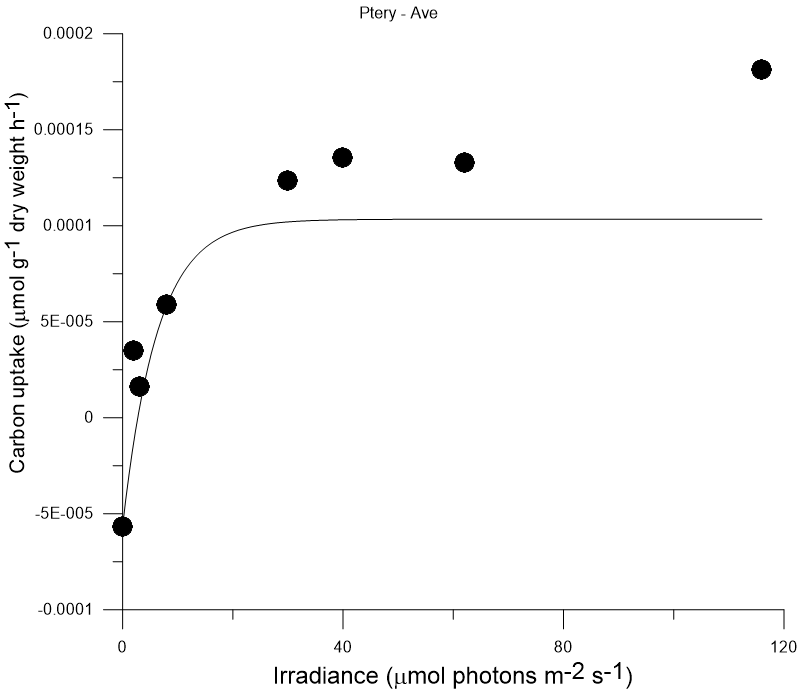 Ptery - Ave
0.0002
0.00015
0.0001
5E-005
0
-5E-005
-0.0001
Carbon uptake (μmol g-1 dry weight h-1)
0 40 80 120
Irradiance (μmol photons m-2 s-1)